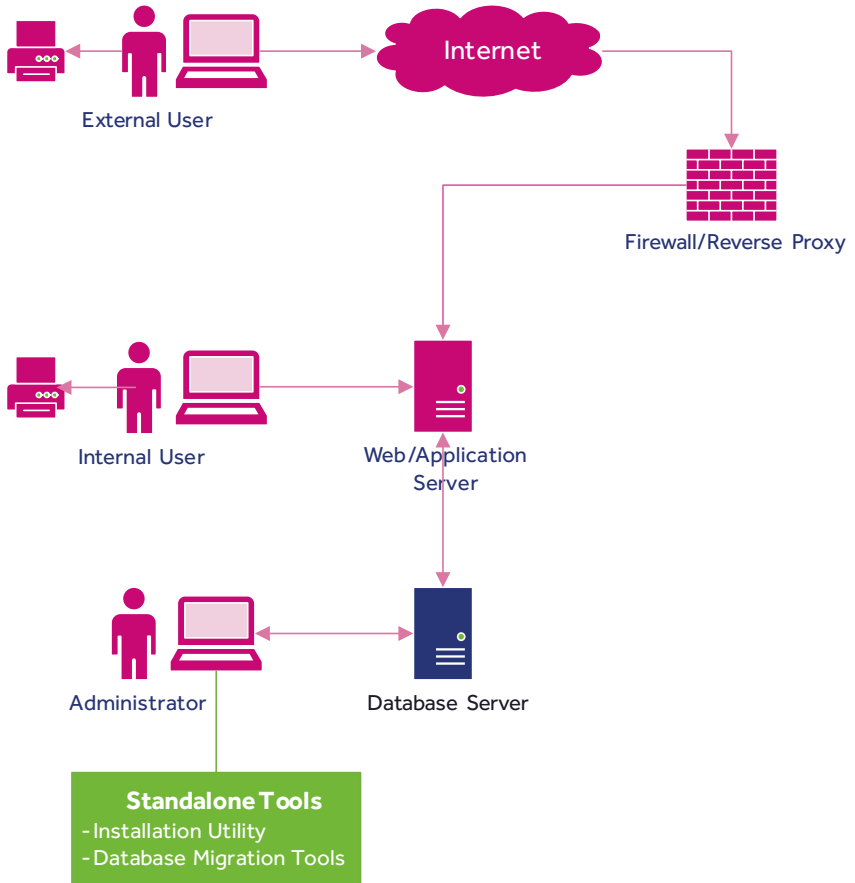 Internet
External User
Firewall/Reverse Proxy
Internal User
Web/Application
Server
Administrator
Database Server
Standalone Tools
- Installation Utility
- Database Migration Tools